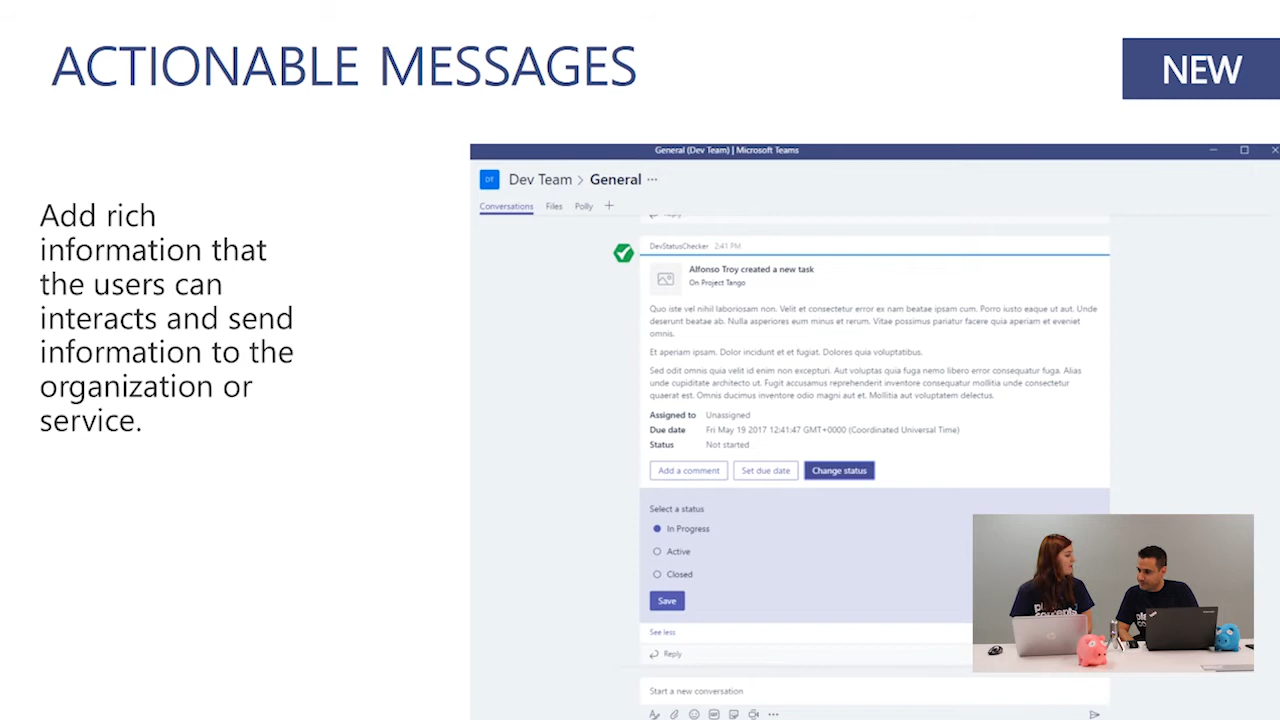 ACTIONABLE MESSAGES
NEW
Add rich
information that
the users can
interacts and send
information to the
organization or
service.
General (Dev Team) | Microsoft Teams
DT
Dev Team > General ...
Conversations Files Polly +
Reply
DevStatusChecker 2:41 PM
Alfonso Troy created a new task
On Project Tango
Quo iste vel nihil laboriosam non. Velit et consectetur error ex nam beatae ipsam cum. Porro iusto eaque ut aut. Unde
deserunt beatae ab. Nulla asperiores eum minus et rerum. Vitae possimus pariatur facere quia aperiam et eveniet
omnis.
Et aperiam ipsam. Dolor incidunt et et fugiat. Dolores quia voluptatibus.
Sed odit omnis quia velit id enim non excepturi. Aut voluptas quia fuga nemo libero error consequatur fuga. Alias
unde cupiditate architecto ut. Fugit accusamus reprehenderit inventore consequatur mollitia unde consectetur
quaerat est. Omnis ducimus inventore odio magni aut et. Mollitia aut voluptatem delectus.
Assigned to Unassigned
Due date Fri May 19 2017 12:41:47 GMT+0000 (Coordinated Universal Time)
Status Not started
Add a comment Set due date Change status
Select a status
In Progress
Active
Closed
Save
See less
Reply
Start a new conversation